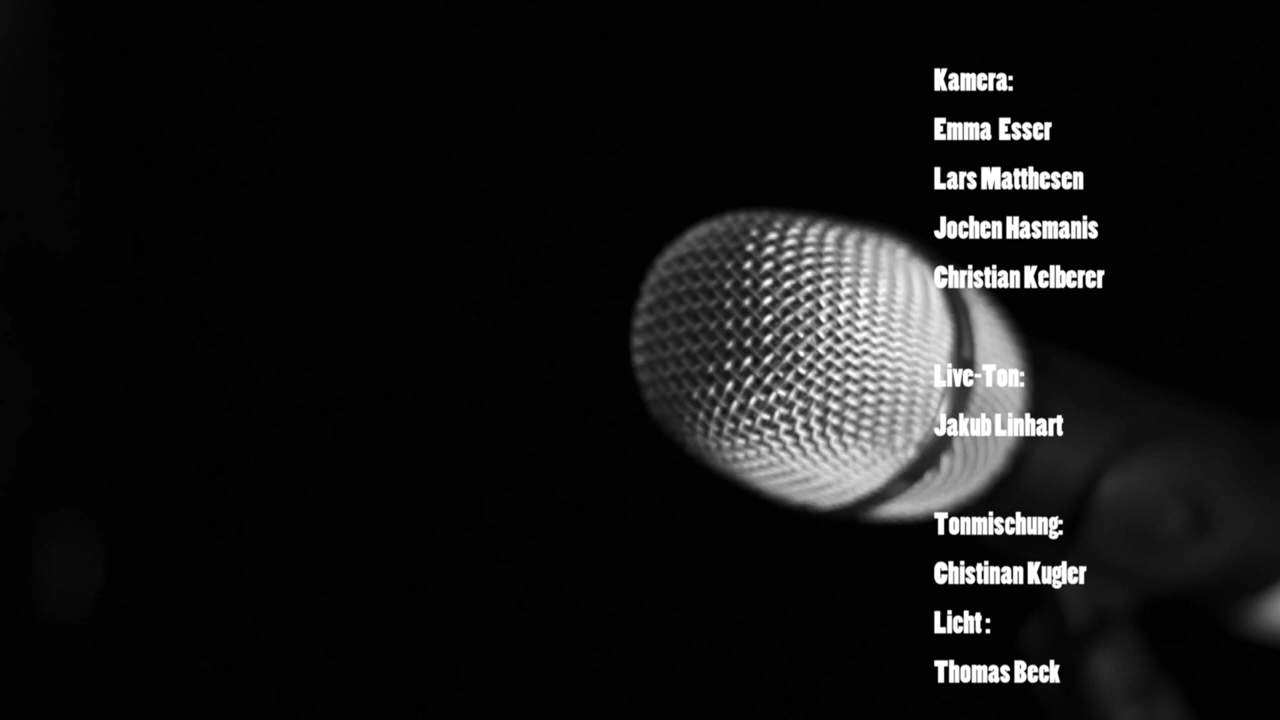 Kamera:
Emma Esser
Lars Matthesen
Jochen Hasmanis
Christian Kelberer
Live-Ton:
Jakub Linhart
Tonmischung:
Chistinan Kugler
Licht :
Thomas Beck